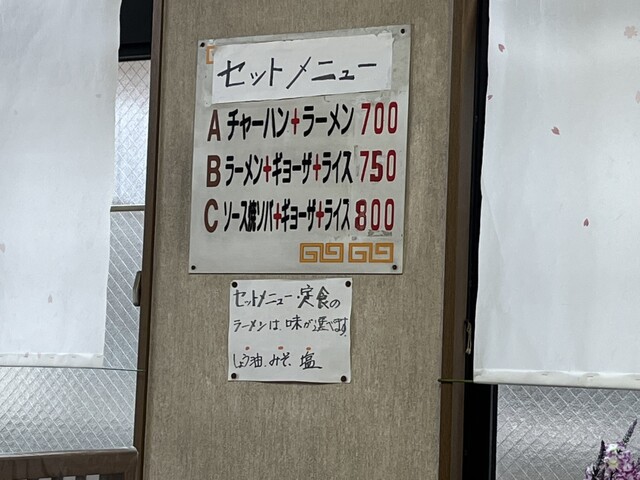 セットメニュー
A チャーハン+ラーメン 700
B ラーメン+ギョーザ+ライス 750
C ソース焼ソバ+ギョーザ+ライス 800
セットメニュー・定食の
ラーメンは、味が選べます。
しょう油、みそ、塩